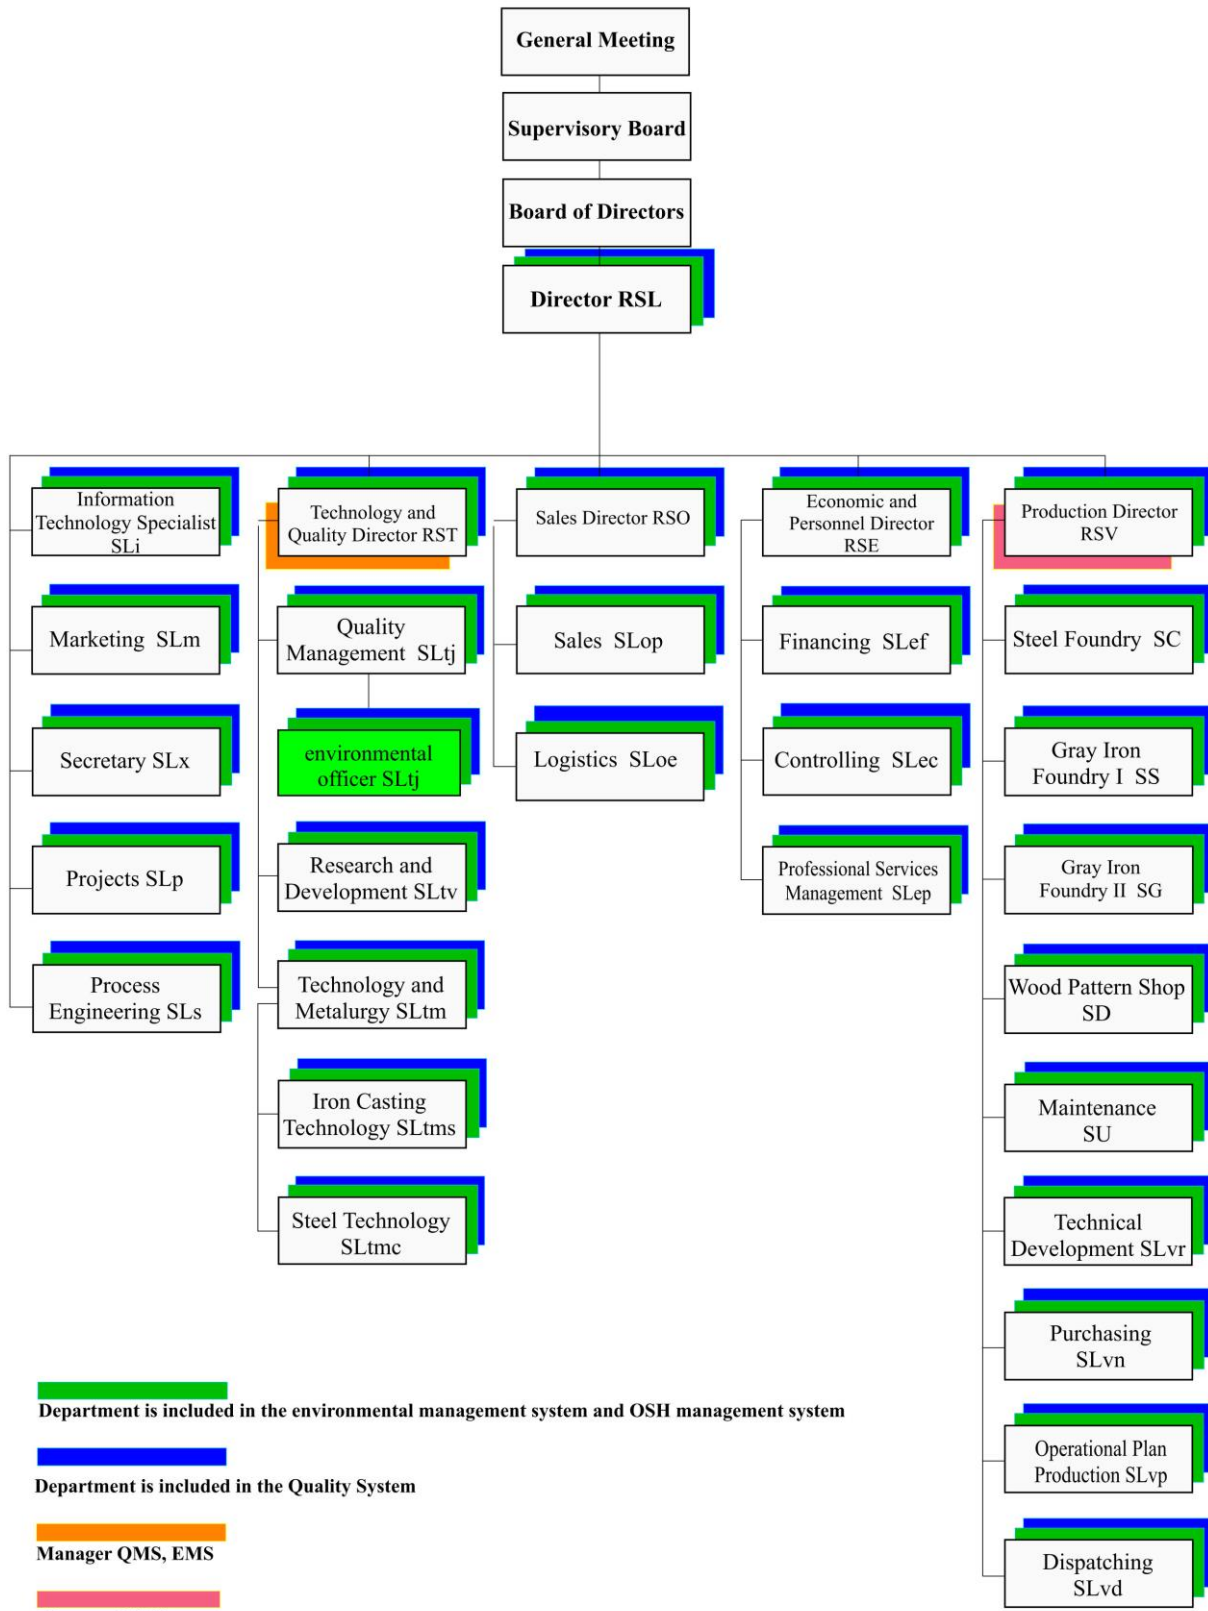 General Meeting
Supervisory Board
Board of Directors
Director RSL
Information
Technology Specialist
SLi
Marketing SLm
Secretary SLx
Projects SLp
Process
Engineering SLs
Technology and
Quality Director RST
Quality
Management SLtj
environmental
officer SLtj
Research and
Development SLtv
Technology and
Metalurgy SLtm
Iron Casting
Technology SLtms
Steel Technology
SLtmc
Sales Director RSO
Sales SLop
Logistics SLoe
Economic and
Personnel Director
RSE
Financing SLef
Controlling SLec
Professional Services
Management SLep
Production Director
RSV
Steel Foundry SC
Gray Iron
Foundry I SS
Gray Iron
Foundry II SG
Wood Pattern Shop
SD
Maintenance
SU
Technical
Development SLvr
Purchasing
SLvn
Operational Plan
Production SLvp
Dispatching
SLvd
Department is included in the environmental management system and OSH management system
Department is included in the Quality System
Manager QMS, EMS